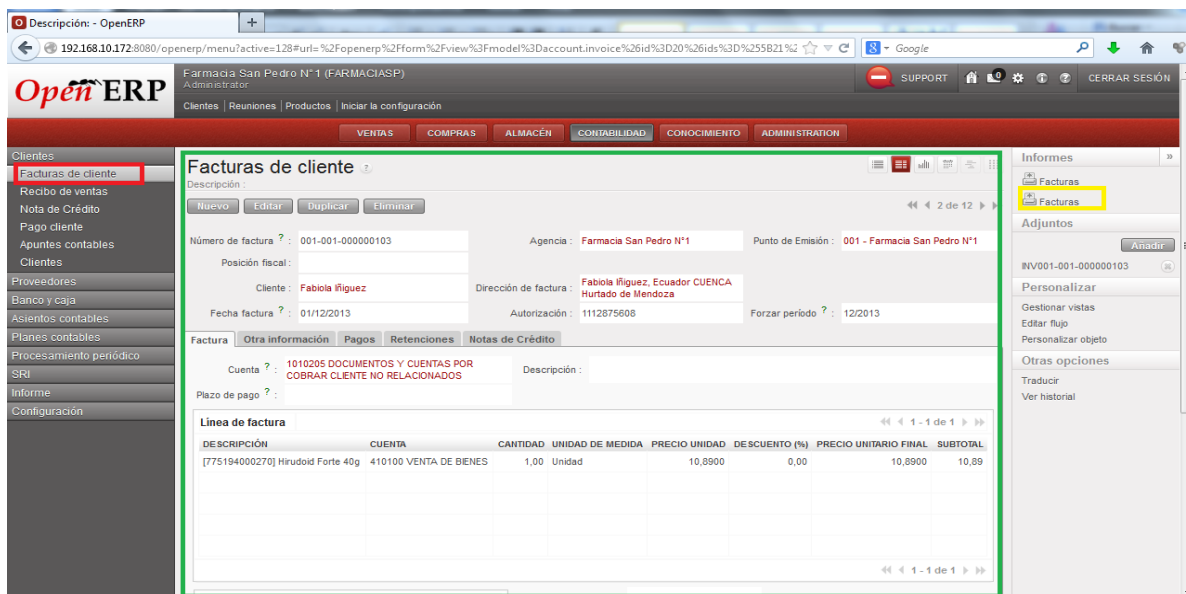 Descripción: - OpenERP
192.168.10.172:8080/openerp/menu?active=128#url=%2Fopenerp%2Fform%2Fview%3Fmodel%3Daccount.invoice%26id%3D20%26ids%3D%255B21%2
Google
Open ERP
Farmacia San Pedro N°1 (FARMACIASP)
Administrator
Clientes | Reuniones | Productos | Iniciar la configuración
SUPPORT
0
CERRAR SESIÓN
VENTAS COMPRAS ALMACÉN CONTABILIDAD CONOCIMIENTO ADMINISTRATION
Clientes
Facturas de cliente
Recibo de ventas
Nota de Crédito
Pago cliente
Apuntes contables
Clientes
Proveedores
Banco y caja
Asientos contables
Planes contables
Procesamiento periódico
SRI
Informe
Configuración
Facturas de cliente ?
Descripción :
Nuevo Editar Duplicar Eliminar
2 de 12
Número de factura ? : 001-001-000000103 Agencia : Farmacia San Pedro N°1 Punto de Emisión : 001 - Farmacia San Pedro N°1
Posición fiscal :
Cliente : Fabiola Iñiguez Dirección de factura : Fabiola Iñiguez, Ecuador CUENCA
Hurtado de Mendoza
Fecha factura ? : 01/12/2013 Autorización : 1112875608 Forzar período ? : 12/2013
Factura Otra información Pagos Retenciones Notas de Crédito
Cuenta ? : 1010205 DOCUMENTOS Y CUENTAS POR
COBRAR CLIENTE NO RELACIONADOS
Descripción :
Plazo de pago ? :
Línea de factura
1 - 1 de 1
DESCRIPCIÓN CUENTA CANTIDAD UNIDAD DE MEDIDA PRECIO UNIDAD DESCUENTO (%) PRECIO UNITARIO FINAL SUBTOTAL
[775194000270] Hirudoid Forte 40g 410100 VENTA DE BIENES 1,00 Unidad 10,8900 0,00 10,8900 10,89
1 - 1 de 1
Informes
Facturas
Facturas
Adjuntos
Añadir
INV001-001-000000103
Personalizar
Gestionar vistas
Editar flujo
Personalizar objeto
Otras opciones
Traducir
Ver historial